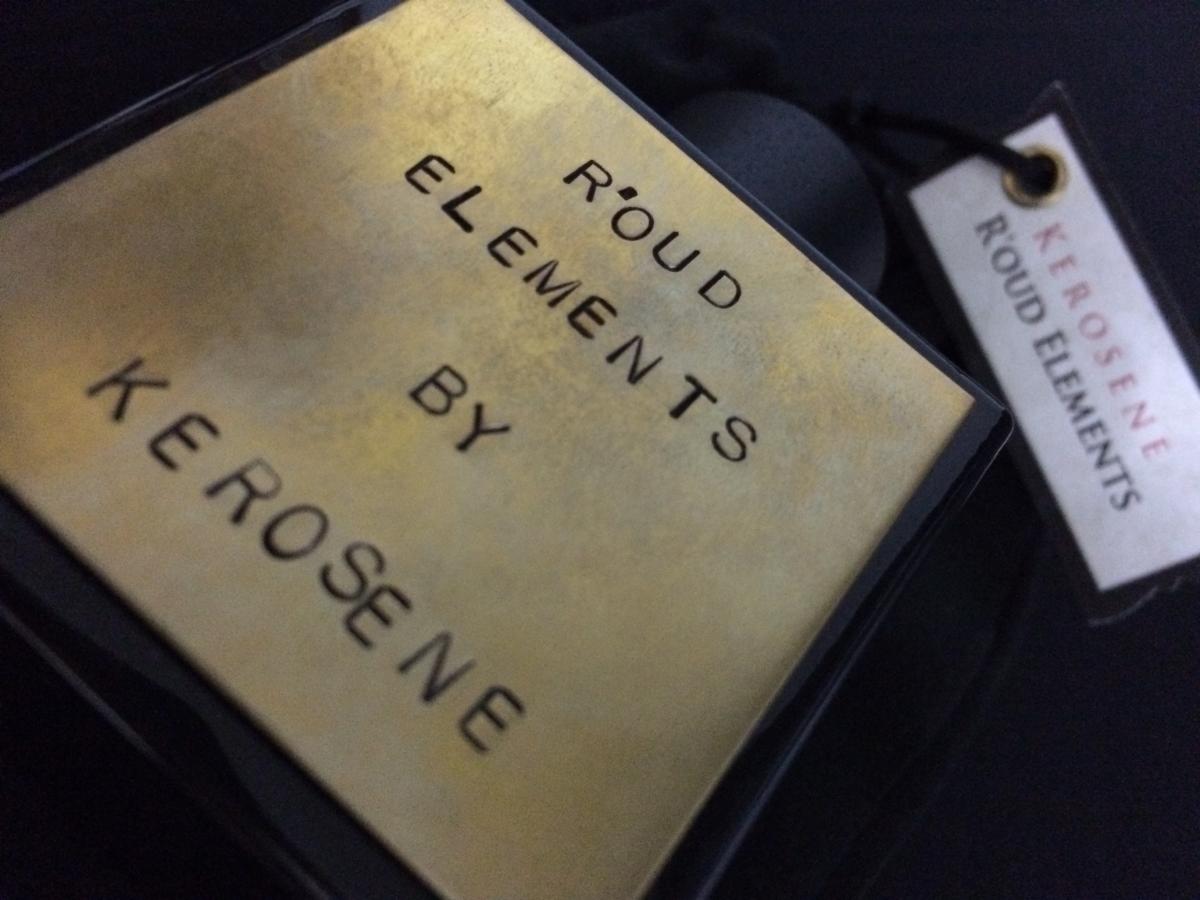 R'OUD
ELEMENTS
BY
KEROSENE
KEROSENE
R'OUD ELEMENTS